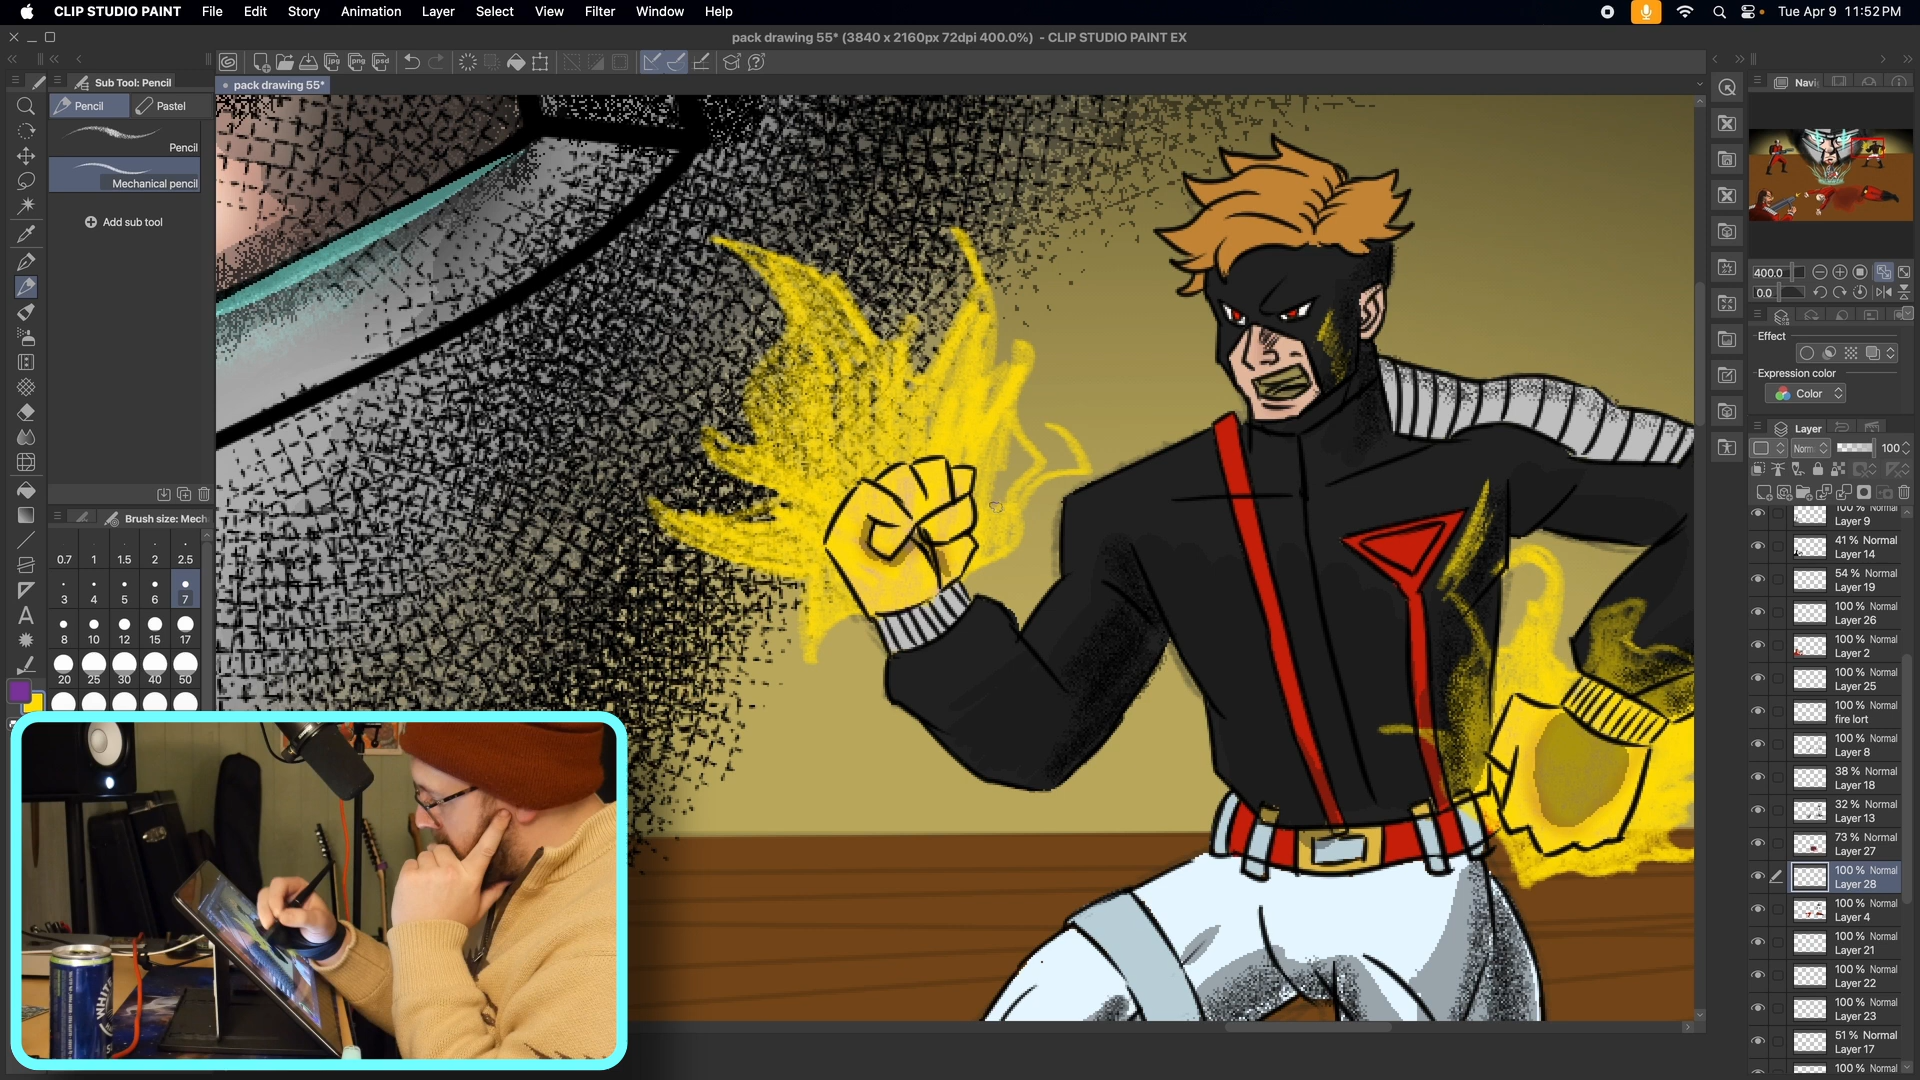 CLIP STUDIO PAINT File Edit Story Animation Layer Select View Filter Window Help Tue Apr 9 11:52PM
pack drawing 55* (3840 x 2160px 72dpi 400.0%) - CLIP STUDIO PAINT EX
Sub Tool: Pencil
pack drawing 55*
Pencil Pastel
Pencil
Mechanical pencil
Add sub tool
Brush size: Mech
0.7 1 1.5 2 2.5
3 4 5 6 7
8 10 12 15 17
20 25 30 40 50
Navi
400.0
0.0
Effect
Expression color
Color
Layer
Norm 100
100 % Normal
Layer 9
41 % Normal
Layer 14
54 % Normal
Layer 19
100 % Normal
Layer 26
100 % Normal
Layer 2
100 % Normal
Layer 25
100 % Normal
fire lort
100 % Normal
Layer 8
38 % Normal
Layer 18
32 % Normal
Layer 13
73 % Normal
Layer 27
100 % Normal
Layer 28
100 % Normal
Layer 4
100 % Normal
Layer 21
100 % Normal
Layer 22
100 % Normal
Layer 23
51 % Normal
Layer 17
100 % Normal
WHITE